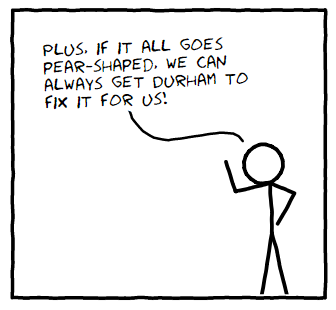 PLUS, IF IT ALL GOES
PEAR-SHAPED, WE CAN
ALWAYS GET DURHAM TO
FIX IT FOR US!